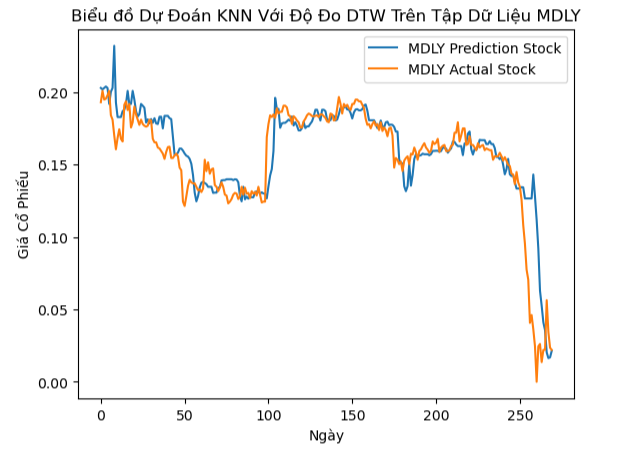 Biểu đồ Dự Đoán KNN Với Độ Đo DTW Trên Tập Dữ Liệu MDLY
MDLY Prediction Stock
MDLY Actual Stock
Giá Cổ Phiếu
0.20
0.15
0.10
0.05
0.00
0 50 100 150 200 250
Ngày